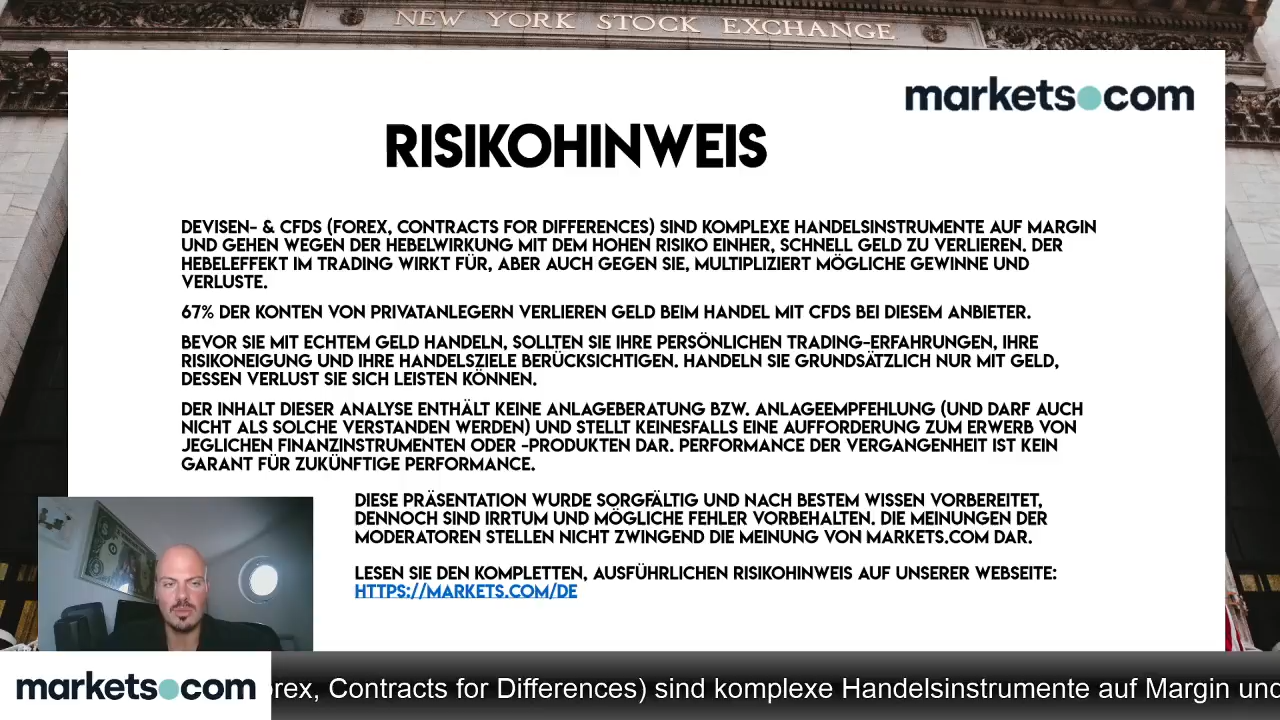 NEW YORK STOCK EXCHANGE
markets.com
RISIKOHINWEIS
DEVISEN- & CFDS (FOREX, CONTRACTS FOR DIFFERENCES) SIND KOMPLEXE HANDELSINSTRUMENTE AUF MARGIN
UND GEHEN WEGEN DER HEBELWIRKUNG MIT DEM HOHEN RISIKO EINHER, SCHNELL GELD ZU VERLIEREN. DER
HEBELEFFEKT IM TRADING WIRKT FÜR, ABER AUCH GEGEN SIE, MULTIPLIZIERT MÖGLICHE GEWINNE UND
VERLUSTE.
67% DER KONTEN VON PRIVATANLEGERN VERLIEREN GELD BEIM HANDEL MIT CFDS BEI DIESEM ANBIETER.
BEVOR SIE MIT ECHTEM GELD HANDELN, SOLLTEN SIE IHRE PERSÖNLICHEN TRADING-ERFAHRUNGEN, IHRE
RISIKONEIGUNG UND IHRE HANDELSZIELE BERÜCKSICHTIGEN. HANDELN SIE GRUNDSÄTZLICH NUR MIT GELD,
DESSEN VERLUST SIE SICH LEISTEN KÖNNEN.
DER INHALT DIESER ANALYSE ENTHÄLT KEINE ANLAGEBERATUNG BZW. ANLAGEEMPFEHLUNG (UND DARF AUCH
NICHT ALS SOLCHE VERSTANDEN WERDEN) UND STELLT KEINESFALLS EINE AUFFORDERUNG ZUM ERWERB VON
JEGLICHEN FINANZINSTRUMENTEN ODER -PRODUKTEN DAR. PERFORMANCE DER VERGANGENHEIT IST KEIN
GARANT FÜR ZUKÜNFTIGE PERFORMANCE.
DIESE PRÄSENTATION WURDE SORGFÄLTIG UND NACH BESTEM WISSEN VORBEREITET,
DENNOCH SIND IRRTUM UND MÖGLICHE FEHLER VORBEHALTEN. DIE MEINUNGEN DER
MODERATOREN STELLEN NICHT ZWINGEND DIE MEINUNG VON MARKETS.COM DAR.
LESEN SIE DEN KOMPLETTEN, AUSFÜHRLICHEN RISIKOHINWEIS AUF UNSERER WEBSEITE:
HTTPS://MARKETS.COM/DE
markets.com
orex, Contracts for Differences) sind komplexe Handelsinstrumente auf Margin und